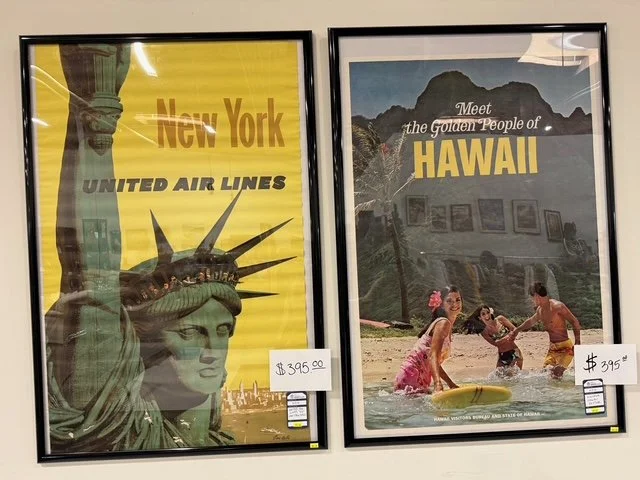 New York
UNITED AIR LINES
$395.00
Meet
the Golden People of
HAWAII
$395
HAWAII VISITORS BUREAU AND STATE OF HAWAII